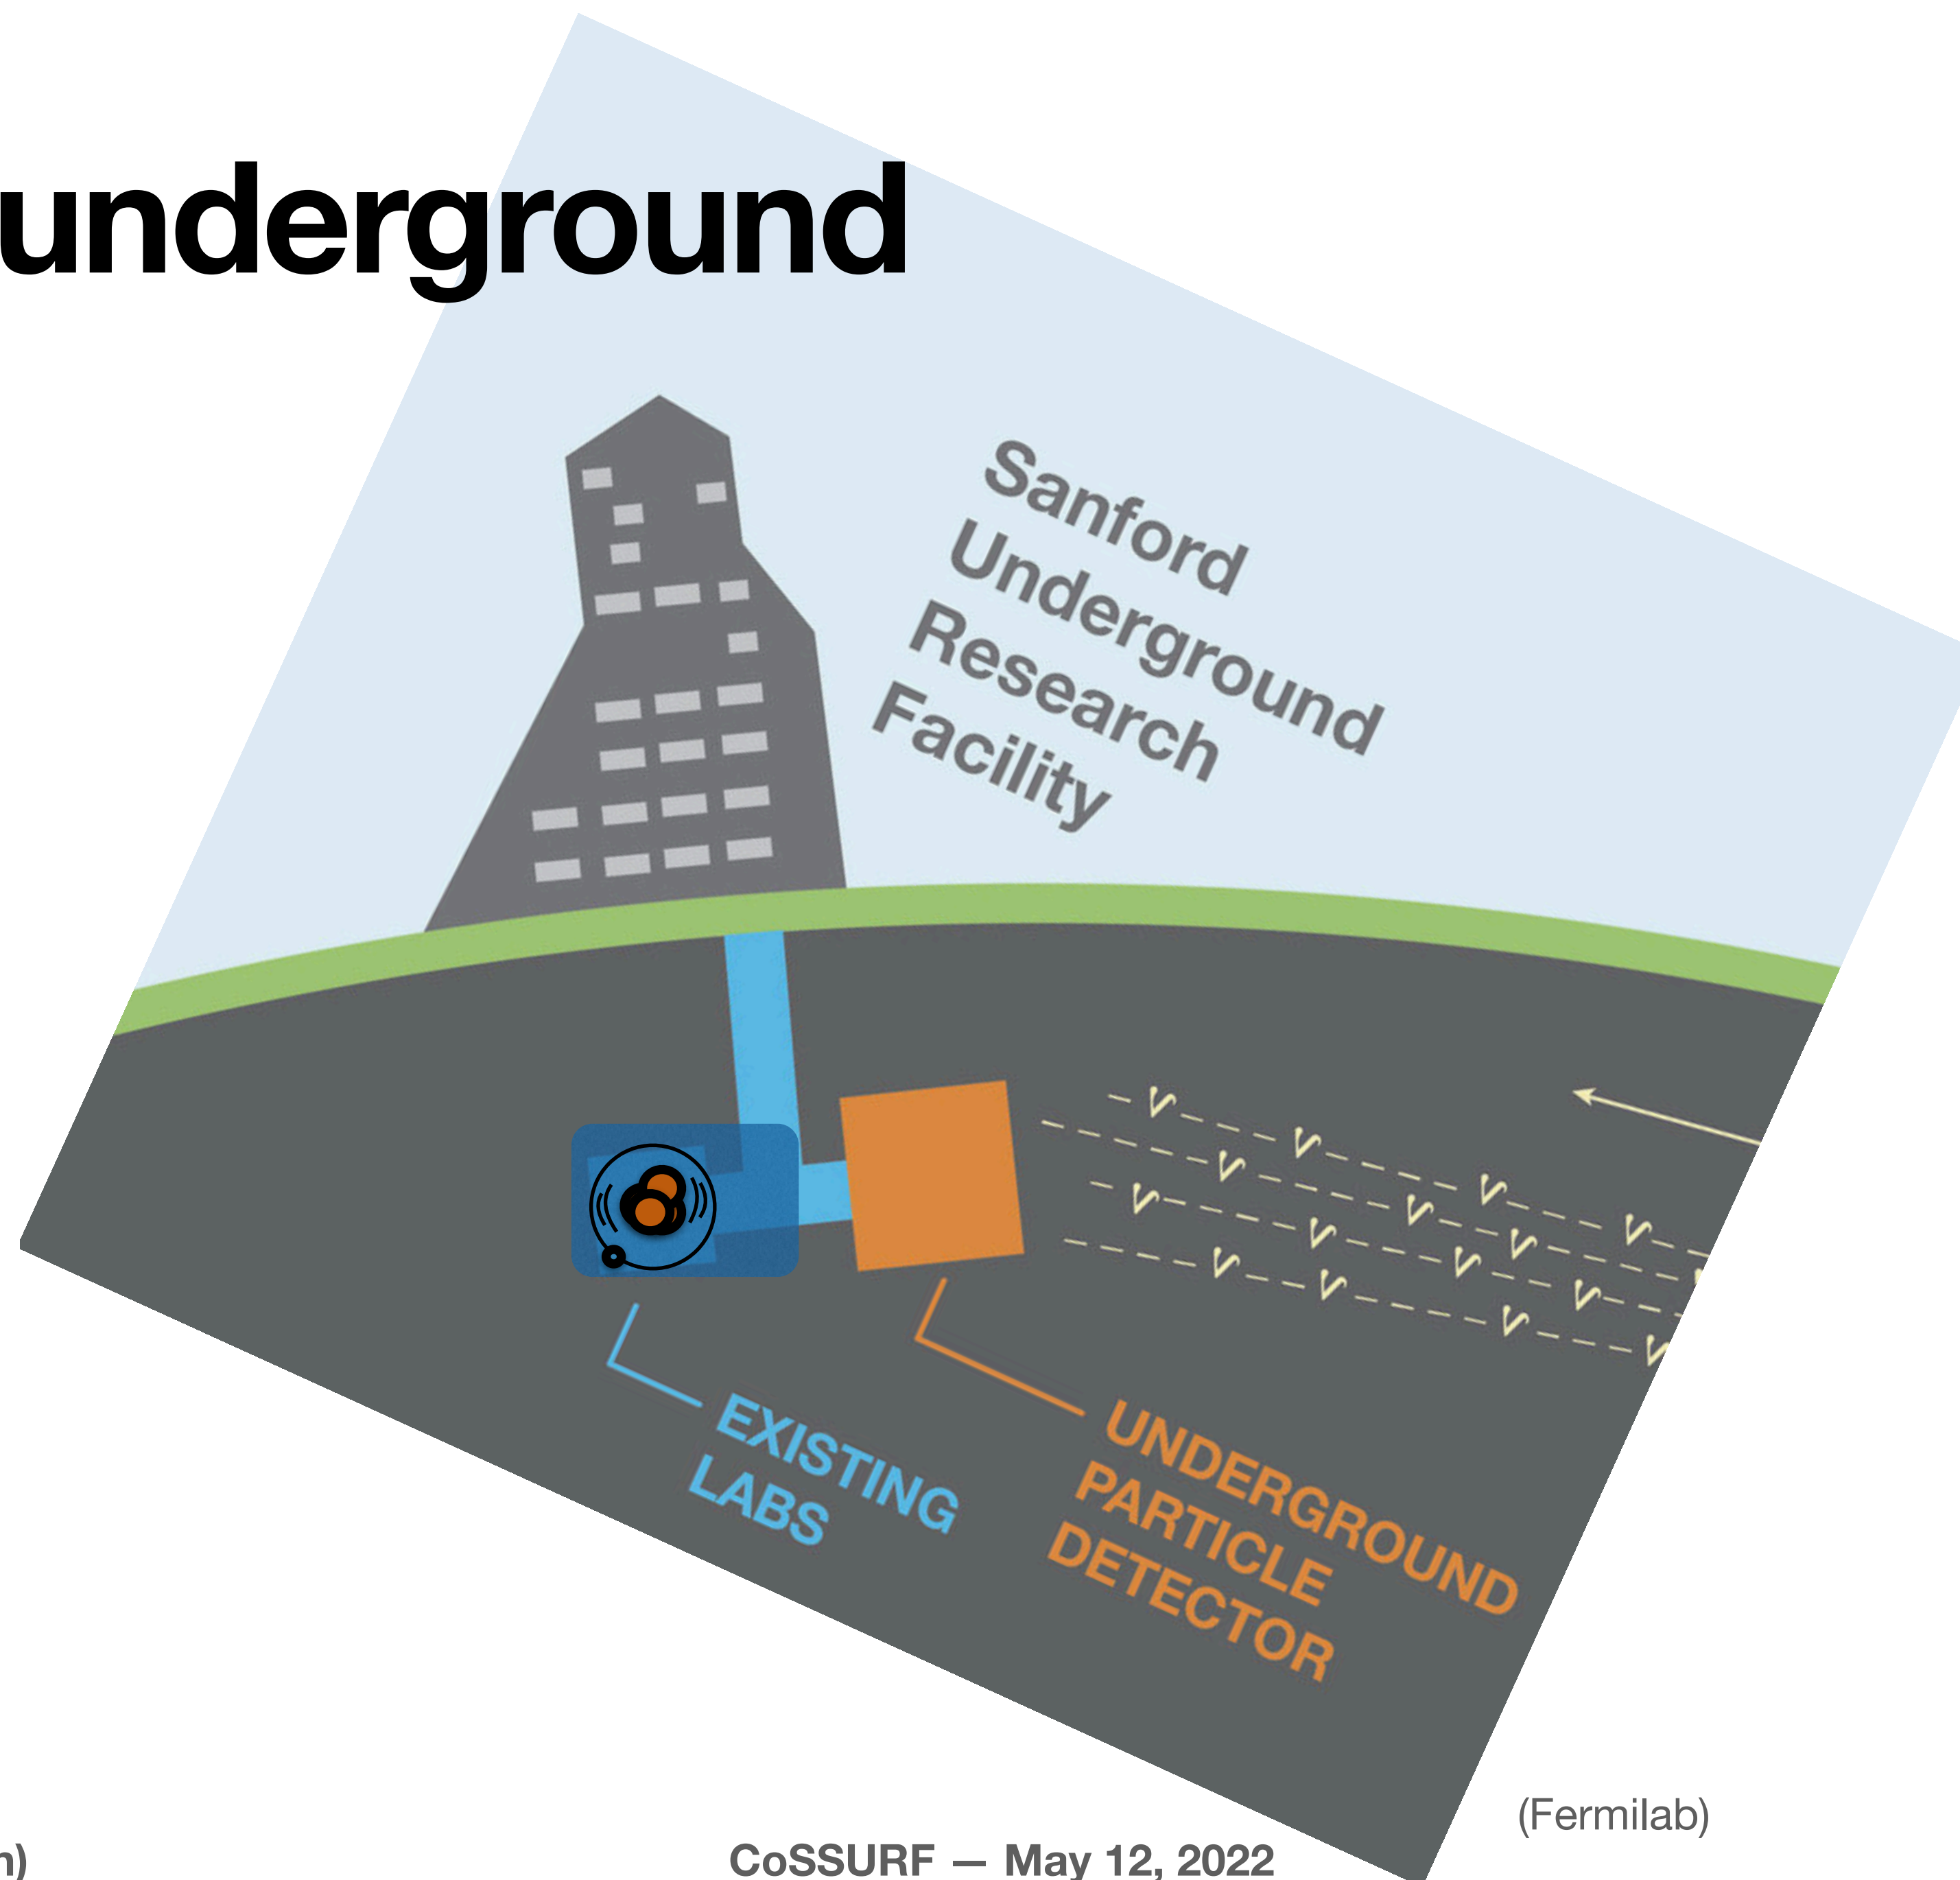 underground
Sanford
Underground
Research
Facility
EXISTING
LABS
UNDERGROUND
PARTICLE
DETECTOR
(Fermilab)
CoSSURF — May 12, 2022